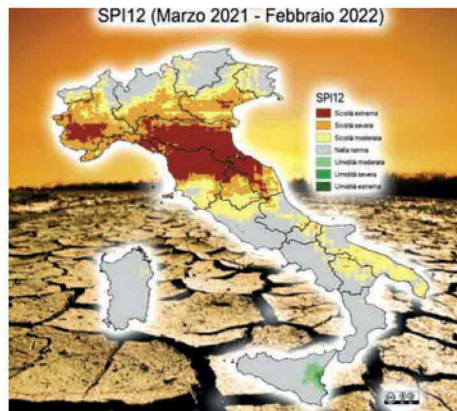 SPI12 (Marzo 2021 - Febbraio 2022)
SPI12
Siccità estrema
Siccità severa
Siccità moderata
Nella norma
Umidità moderata
Umidità severa
Umidità estrema